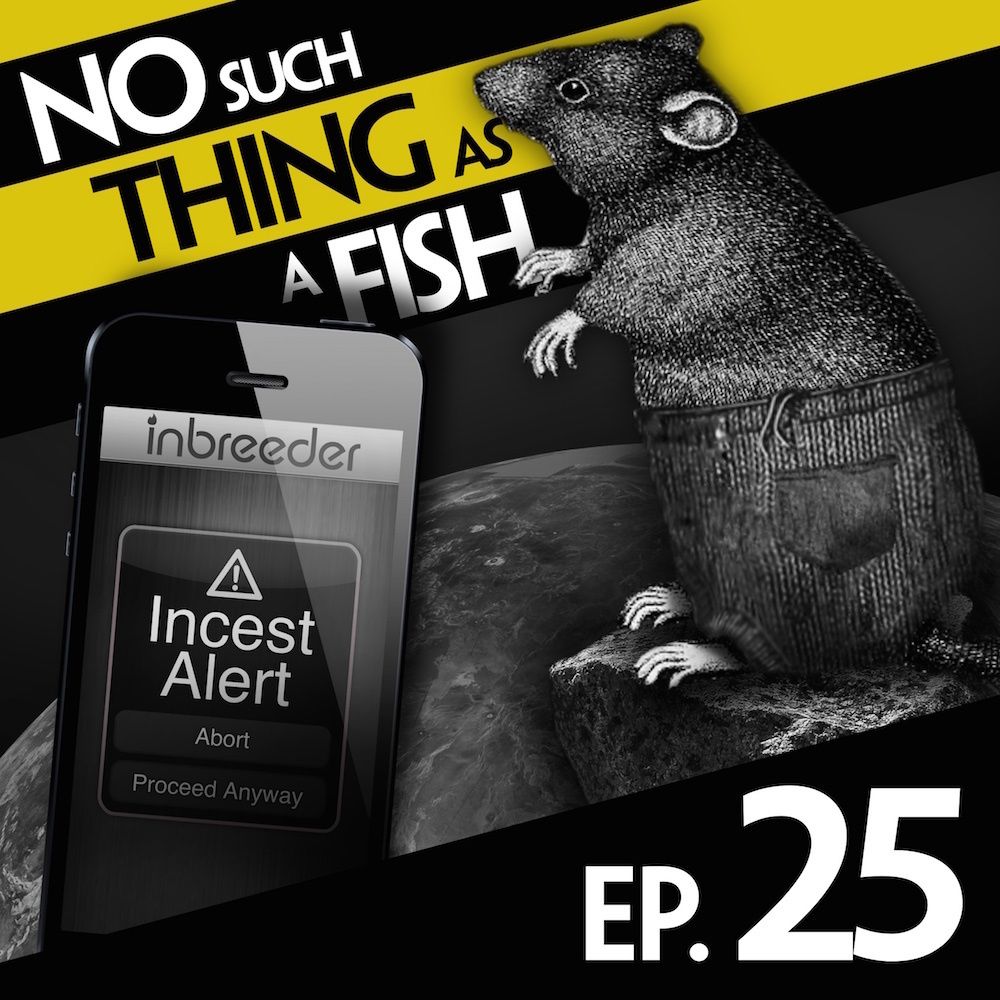 NO SUCH
THING AS
A FISH
inbreeder
Incest
Alert
Abort
Proceed Anyway
EP. 25